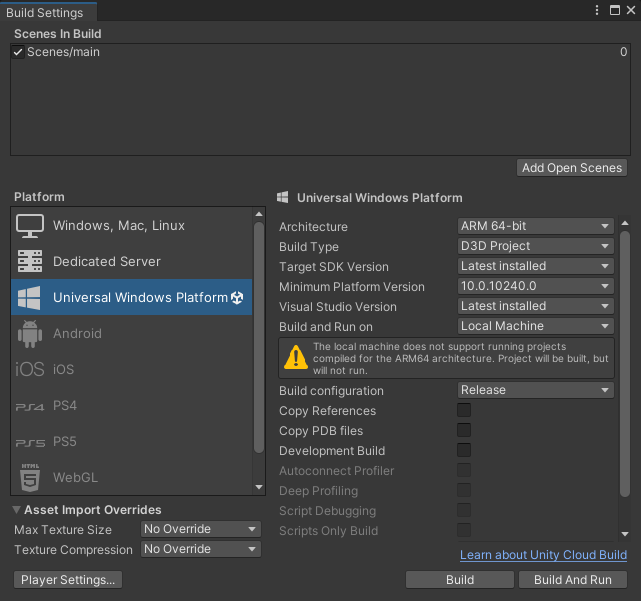 Build Settings
Scenes In Build
Scenes/main 0
Add Open Scenes
Platform
Windows, Mac, Linux
Dedicated Server
Universal Windows Platform
Android
iOS iOS
PS4 PS4
PS5 PS5
HTML
5 WebGL
Asset Import Overrides
Max Texture Size No Override
Texture Compression No Override
Player Settings...
Universal Windows Platform
Architecture ARM 64-bit
Build Type D3D Project
Target SDK Version Latest installed
Minimum Platform Version 10.0.10240.0
Visual Studio Version Latest installed
Build and Run on Local Machine
The local machine does not support running projects
compiled for the ARM64 architecture. Project will be built, but
will not run.
Build configuration Release
Copy References
Copy PDB files
Development Build
Autoconnect Profiler
Deep Profiling
Script Debugging
Scripts Only Build
Learn about Unity Cloud Build
Build Build And Run